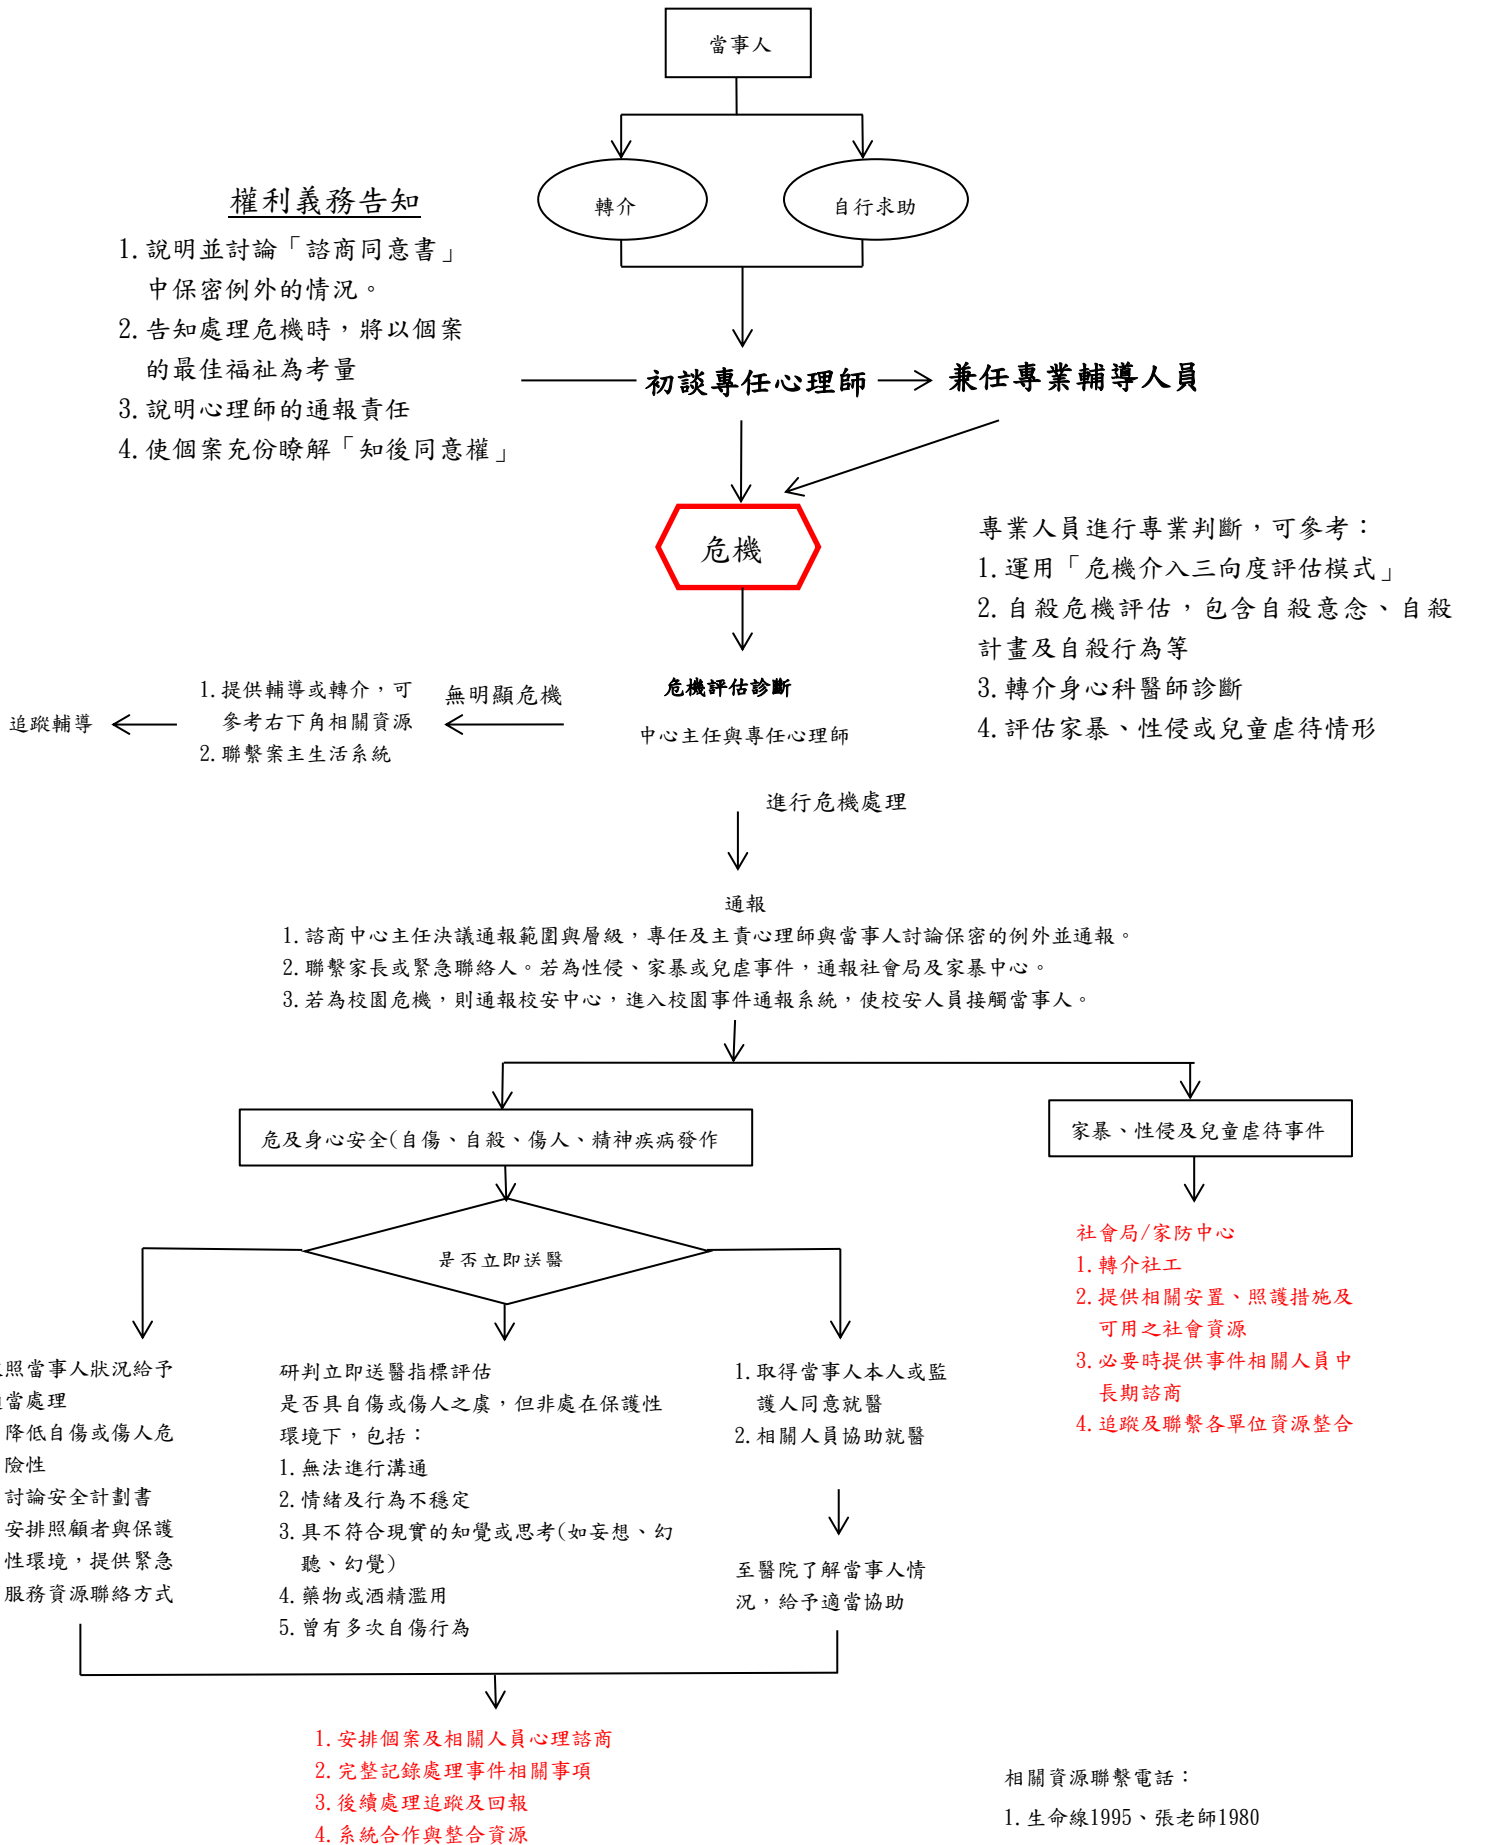 當事人
轉介
自行求助
權利義務告知
1.說明並討論「諮商同意書」
中保密例外的情況。
2.告知處理危機時，將以個案
的最佳福祉為考量
3.說明心理師的通報責任
4.使個案充份瞭解「知後同意權」
初談專任心理師
兼任專業輔導人員
危機
專業人員進行專業判斷，可參考：
1.運用「危機介入三向度評估模式」
2.自殺危機評估，包含自殺意念、自殺
計畫及自殺行為等
3.轉介身心科醫師診斷
4.評估家暴、性侵或兒童虐待情形
危機評估診斷
中心主任與專任心理師
無明顯危機
1.提供輔導或轉介，可
參考右下角相關資源
2.聯繫案主生活系統
追蹤輔導
進行危機處理
通報
1.諮商中心主任決議通報範圍與層級，專任及主責心理師與當事人討論保密的例外並通報。
2.聯繫家長或緊急聯絡人。若為性侵、家暴或兒虐事件，通報社會局及家暴中心。
3.若為校園危機，則通報校安中心，進入校園事件通報系統，使校安人員接觸當事人。
危及身心安全(自傷、自殺、傷人、精神疾病發作
家暴、性侵及兒童虐待事件
是否立即送醫
照當事人狀況給予
當處理
降低自傷或傷人危
險性
討論安全計劃書
安排照顧者與保護
性環境，提供緊急
服務資源聯絡方式
研判立即送醫指標評估
是否具自傷或傷人之虞，但非處在保護性
環境下，包括：
1.無法進行溝通
2.情緒及行為不穩定
3.具不符合現實的知覺或思考(如妄想、幻
聽、幻覺)
4.藥物或酒精濫用
5.曾有多次自傷行為
1.取得當事人本人或監
護人同意就醫
2.相關人員協助就醫
至醫院了解當事人情
況，給予適當協助
社會局/家防中心
1.轉介社工
2.提供相關安置、照護措施及
可用之社會資源
3.必要時提供事件相關人員中
長期諮商
4.追蹤及聯繫各單位資源整合
1.安排個案及相關人員心理諮商
2.完整記錄處理事件相關事項
3.後續處理追蹤及回報
4.系統合作與整合資源
相關資源聯繫電話：
1.生命線1995、張老師1980